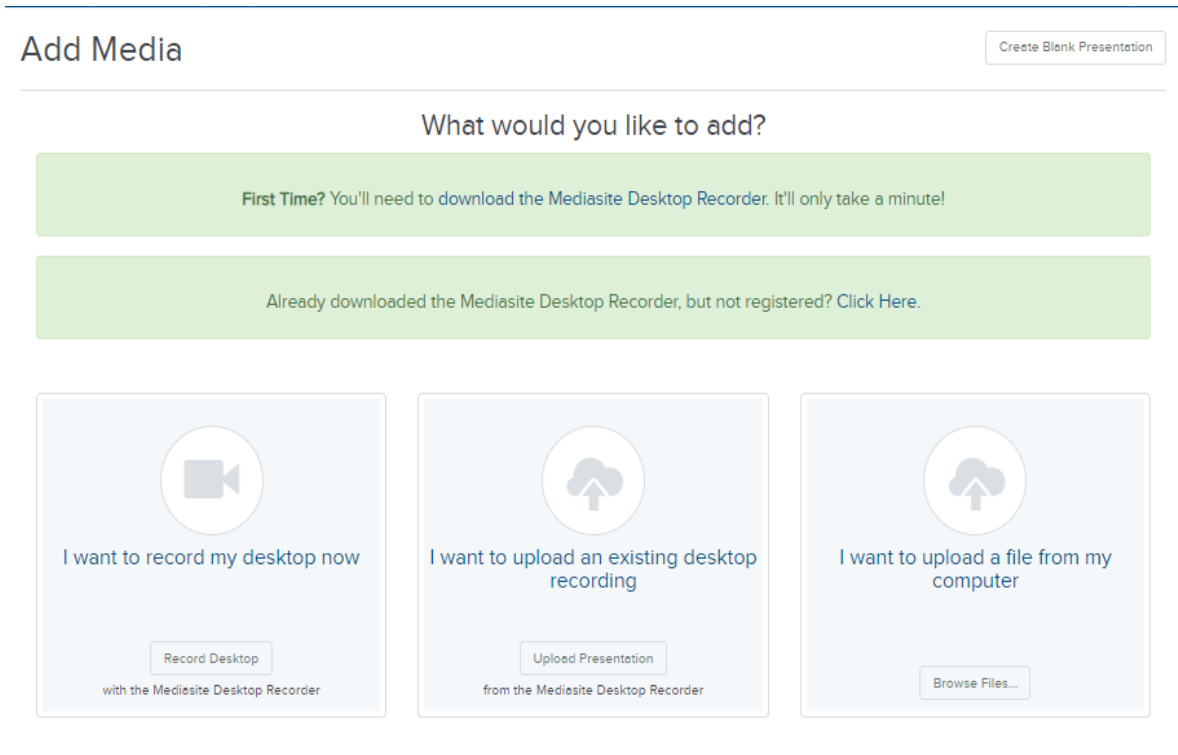 Add Media
Create Blank Presentation
What would you like to add?
First Time? You'll need to download the Mediasite Desktop Recorder. It'll only take a minute!
Already downloaded the Mediasite Desktop Recorder, but not registered? Click Here.
I want to record my desktop now
Record Desktop
with the Mediasite Desktop Recorder
I want to upload an existing desktop
recording
Upload Presentation
from the Mediasite Desktop Recorder
I want to upload a file from my
computer
Browse Files...